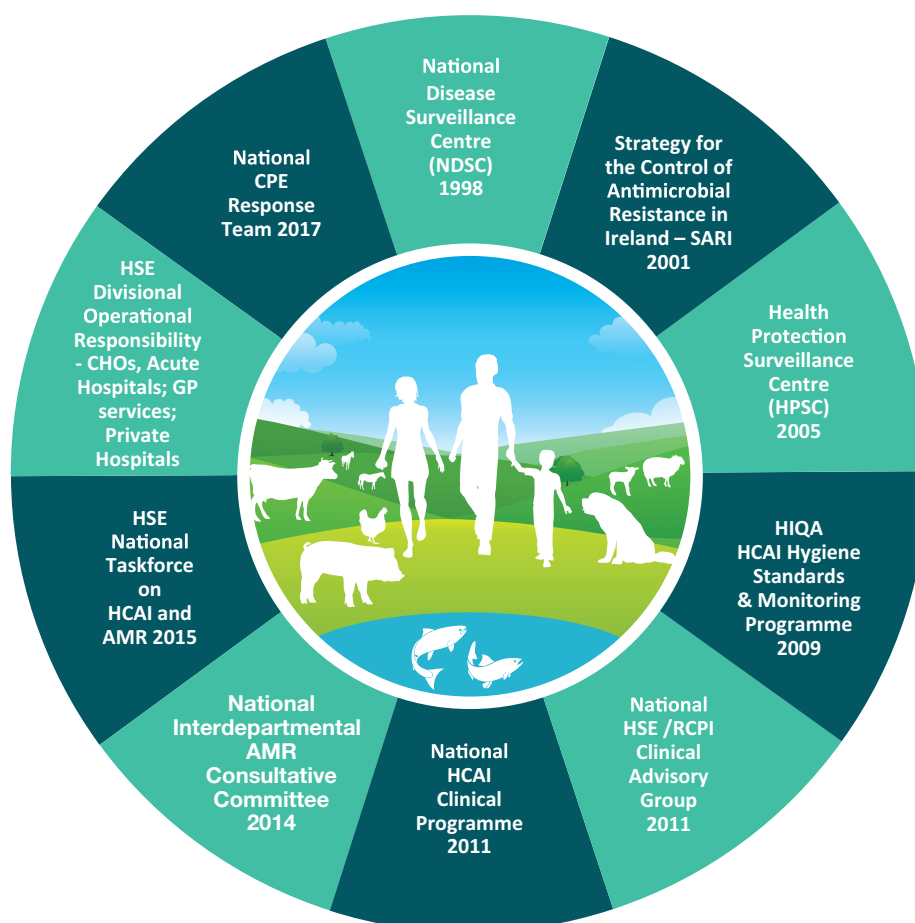 National
Disease
Surveillance
Centre
(NDSC)
1998
Strategy for
the Control of
Antimicrobial
Resistance in
Ireland – SARI
2001
Health
Protection
Surveillance
Centre
(HPSC)
2005
HIQA
HCAI Hygiene
Standards
& Monitoring
Programme
2009
National
HSE /RCPI
Clinical
Advisory
Group
2011
National
HCAI
Clinical
Programme
2011
National
Interdepartmental
AMR
Consultative
Committee
2014
HSE
National
Taskforce
on
HCAI and
AMR 2015
HSE
Divisional
Operational
Responsibility
- CHOs, Acute
Hospitals; GP
services;
Private
Hospitals
National
CPE
Response
Team 2017